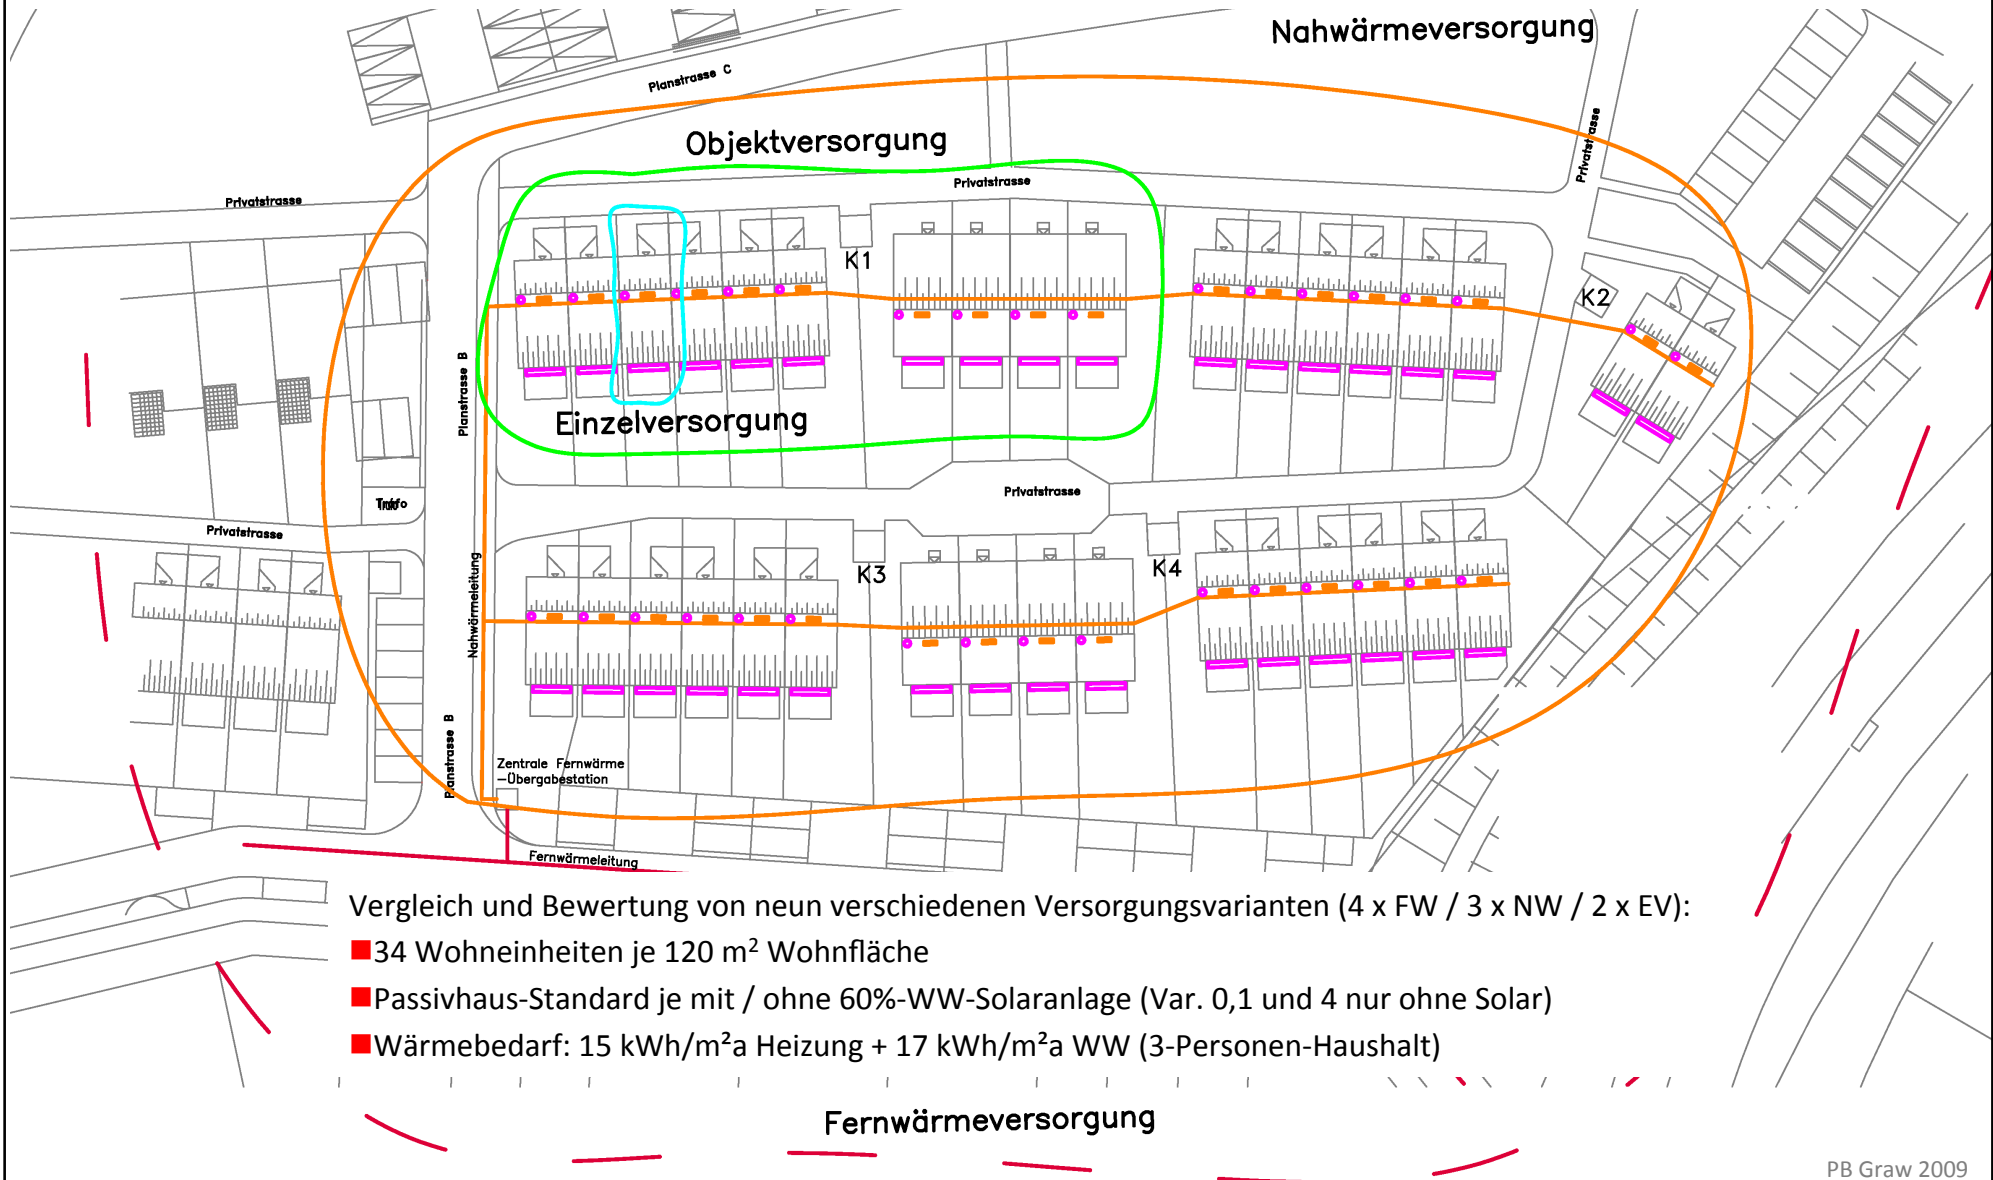 Nahwärmeversorgung
Planstrasse C
Objektversorgung
Privatstrasse
Privatstrasse
Privatstrasse
K1
K2
Planstrasse B
Einzelversorgung
Privatstrasse
Privatstrasse
Nahwärmeleitung
K3
K4
Planstrasse B
Zentrale Fernwärme
-Übergabestation
Fernwärmeleitung
Vergleich und Bewertung von neun verschiedenen Versorgungsvarianten (4 x FW / 3 x NW / 2 x EV):
34 Wohneinheiten je 120 m² Wohnfläche
Passivhaus-Standard je mit / ohne 60%-WW-Solaranlage (Var. 0,1 und 4 nur ohne Solar)
Wärmebedarf: 15 kWh/m²a Heizung + 17 kWh/m²a WW (3-Personen-Haushalt)
Fernwärmeversorgung
PB Graw 2009